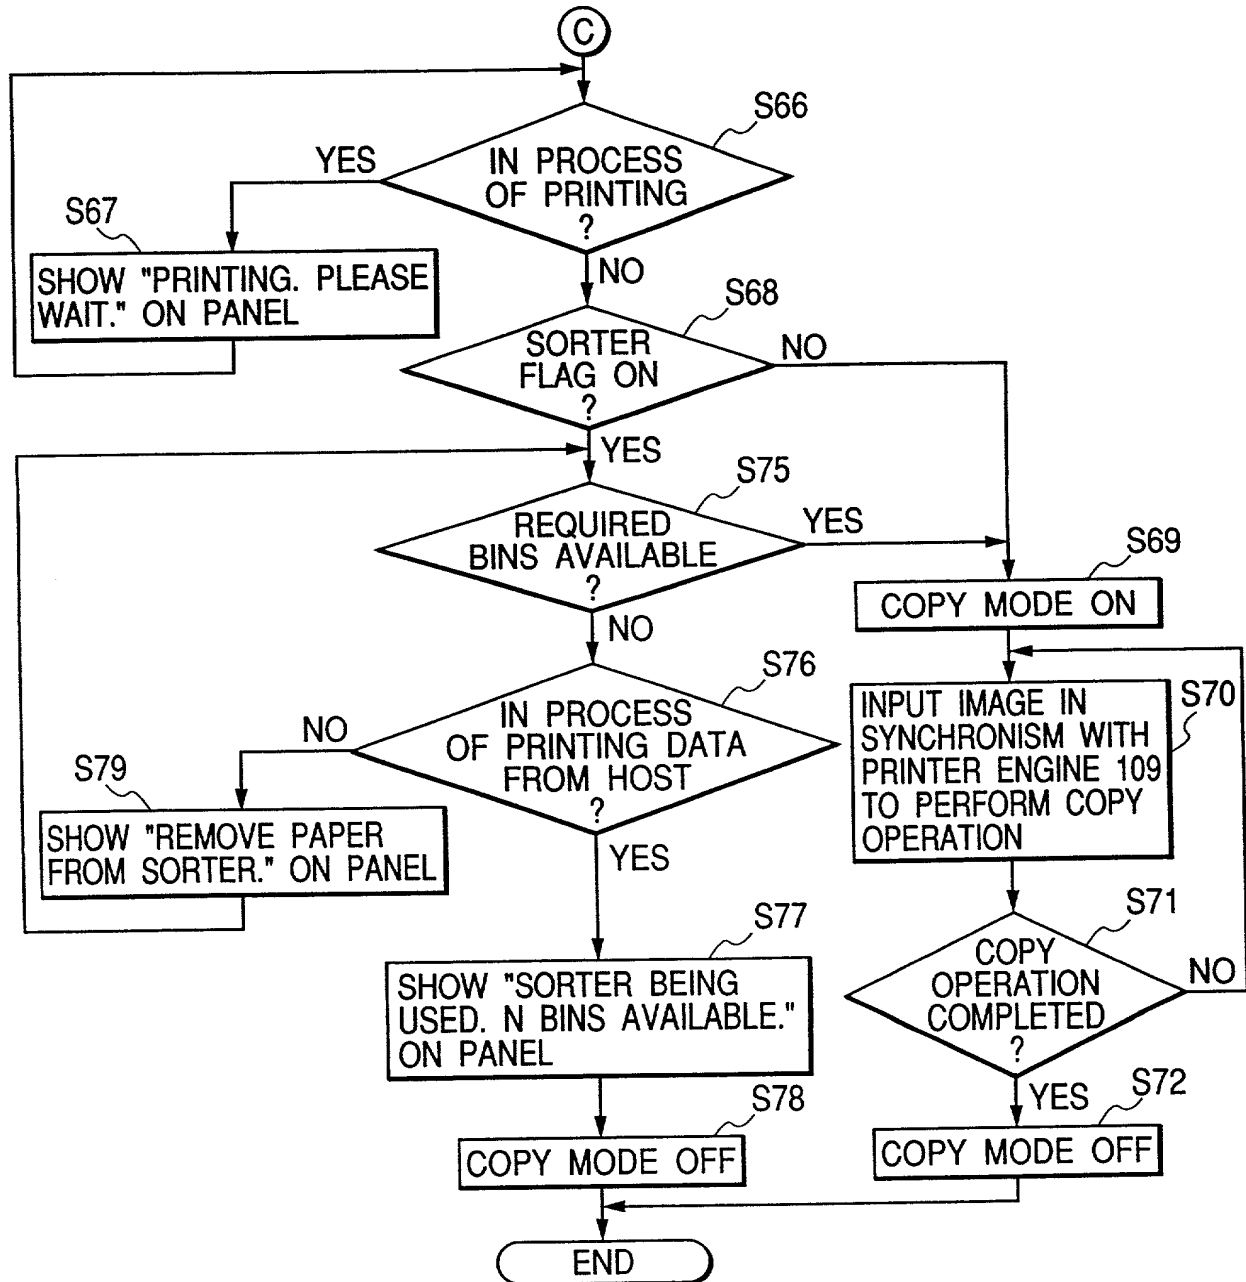 C
S66
IN PROCESS
OF PRINTING
?
YES
NO
S67
SHOW "PRINTING. PLEASE
WAIT." ON PANEL
S68
SORTER
FLAG ON
?
NO
YES
S75
REQUIRED
BINS AVAILABLE
?
YES
NO
S69
COPY MODE ON
S76
IN PROCESS
OF PRINTING DATA
FROM HOST
?
NO
YES
S79
SHOW "REMOVE PAPER
FROM SORTER." ON PANEL
S70
INPUT IMAGE IN
SYNCHRONISM WITH
PRINTER ENGINE 109
TO PERFORM COPY
OPERATION
S77
SHOW "SORTER BEING
USED. N BINS AVAILABLE."
ON PANEL
S71
COPY
OPERATION
COMPLETED
?
NO
YES
S78
COPY MODE OFF
S72
COPY MODE OFF
END